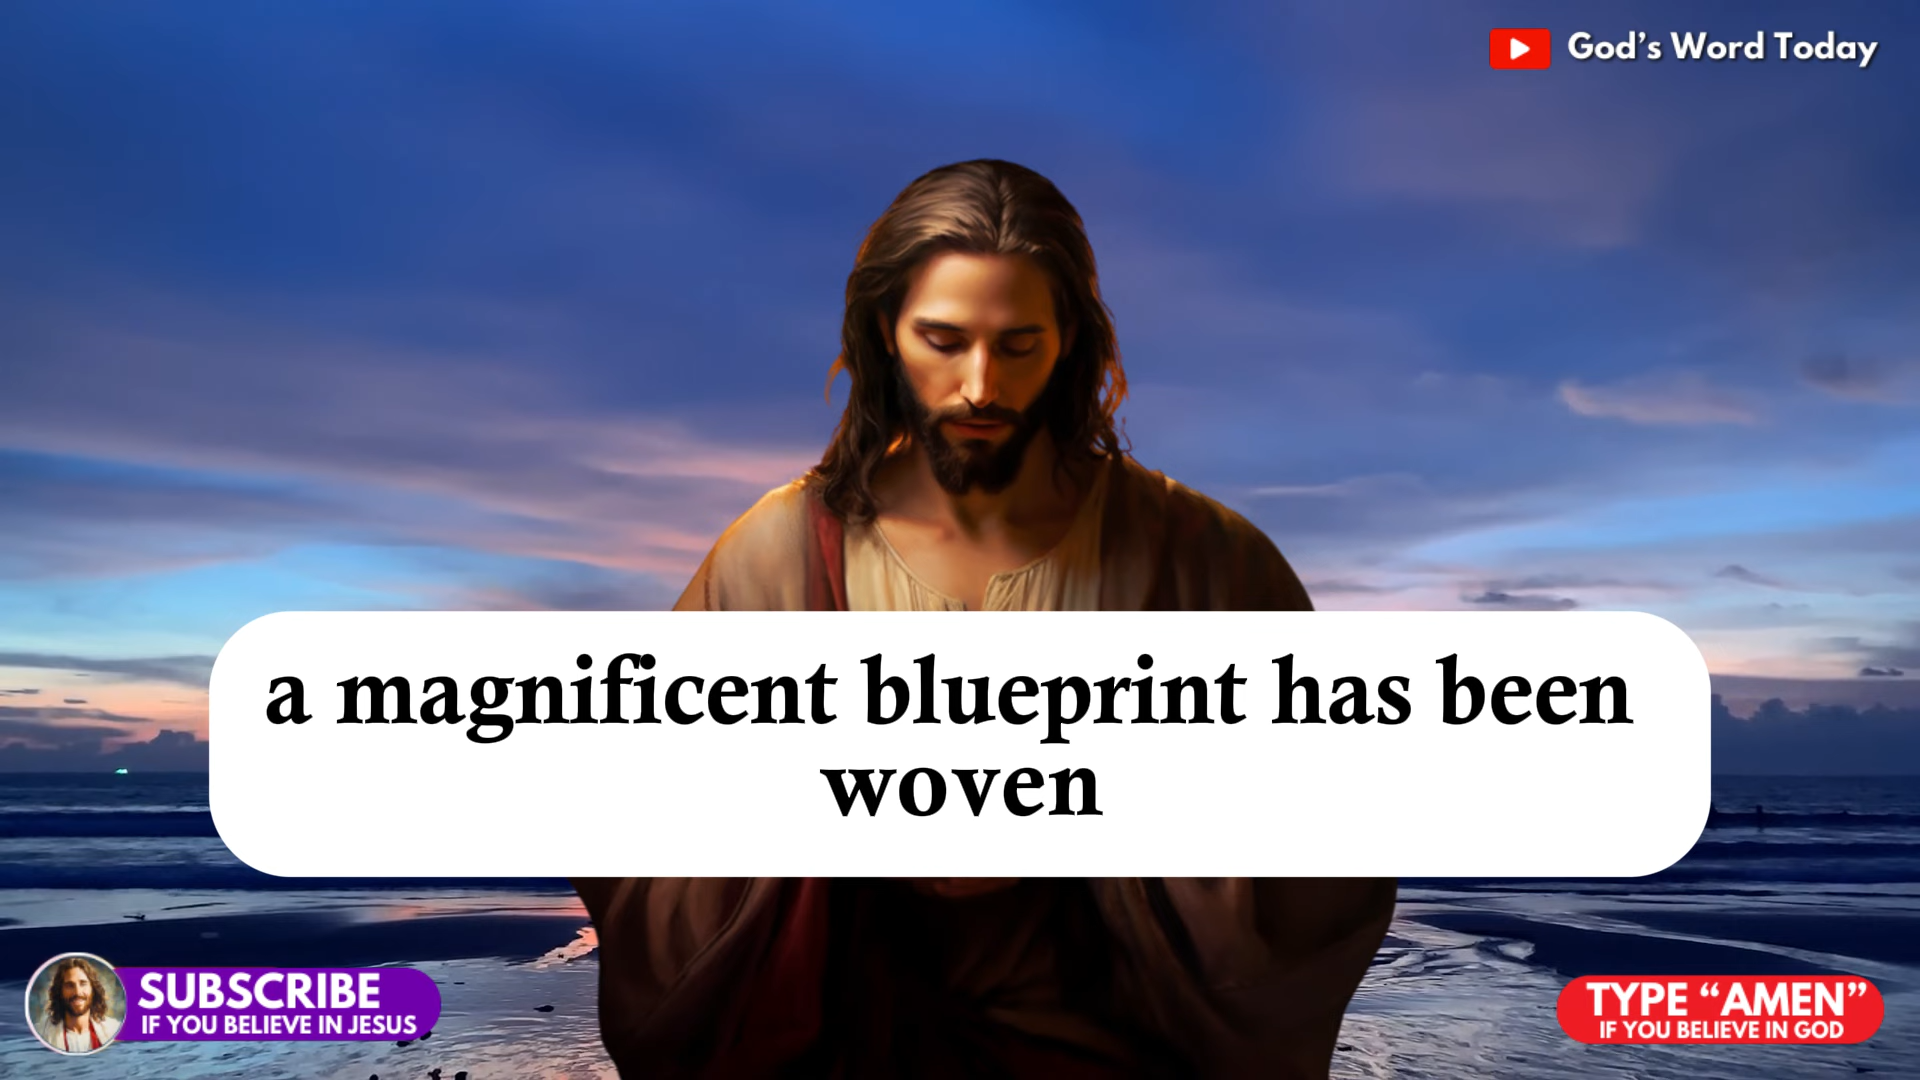 God's Word Today
a magnificent blueprint has been
woven
SUBSCRIBE
IF YOU BELIEVE IN JESUS
TYPE “AMEN”
IF YOU BELIEVE IN GOD